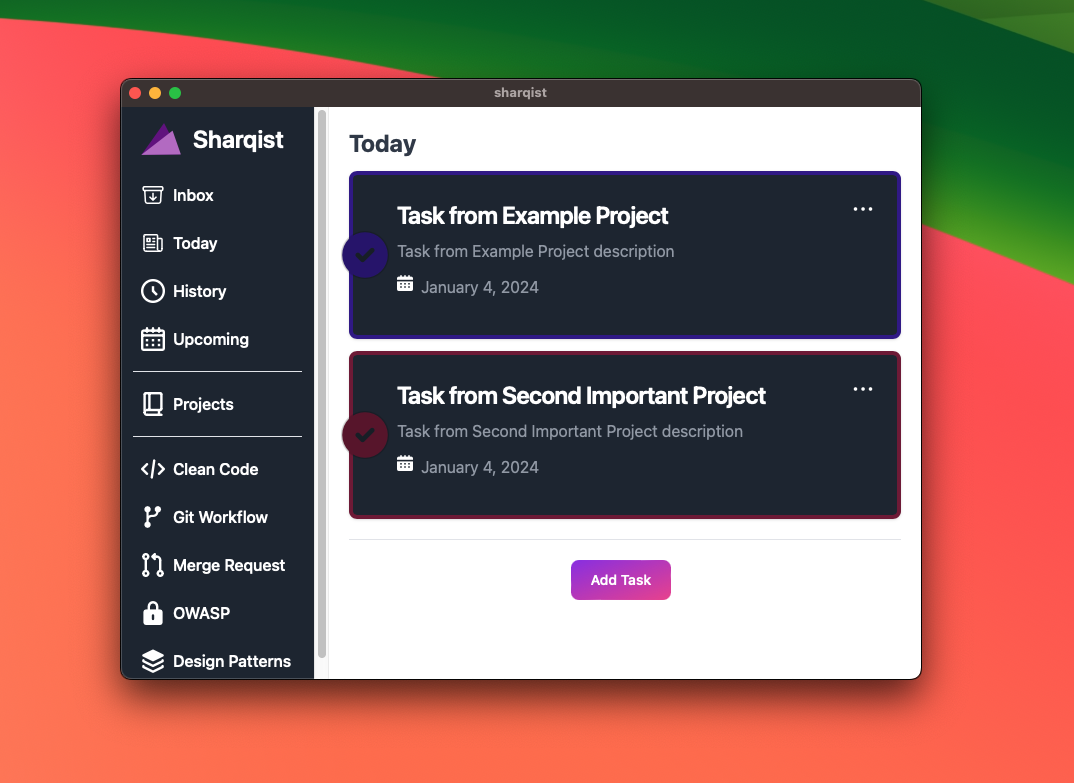 sharqist
Sharqist
Inbox
Today
History
Upcoming
Projects
Clean Code
Git Workflow
Merge Request
OWASP
Design Patterns
Today
Task from Example Project
Task from Example Project description
January 4, 2024
Task from Second Important Project
Task from Second Important Project description
January 4, 2024
Add Task